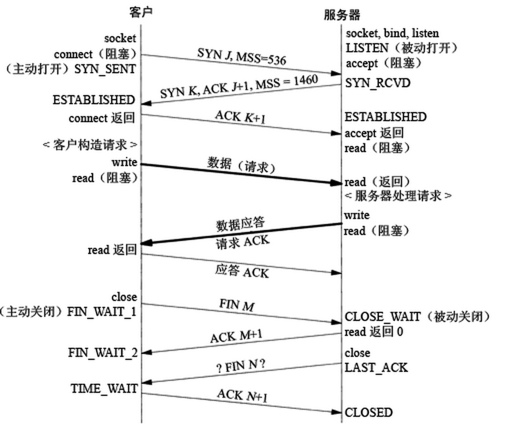 客户
服务器
socket
socket, bind, listen
connect（阻塞）
LISTEN（被动打开）
（主动打开）SYN_SENT
SYN J, MSS=536
accept（阻塞）
SYN_RCVD
SYN K, ACK J+1, MSS = 1460
ESTABLISHED
connect 返回
ACK K+1
ESTABLISHED
accept 返回
read（阻塞）
< 客户构造请求 >
write
read（阻塞）
数据（请求）
read（返回）
< 服务器处理请求 >
write
read（阻塞）
数据应答
请求 ACK
read 返回
应答 ACK
close
（主动关闭）FIN_WAIT_1
FIN M
CLOSE_WAIT（被动关闭）
read 返回 0
ACK M+1
FIN_WAIT_2
close
LAST_ACK
? FIN N ?
TIME_WAIT
ACK N+1
CLOSED